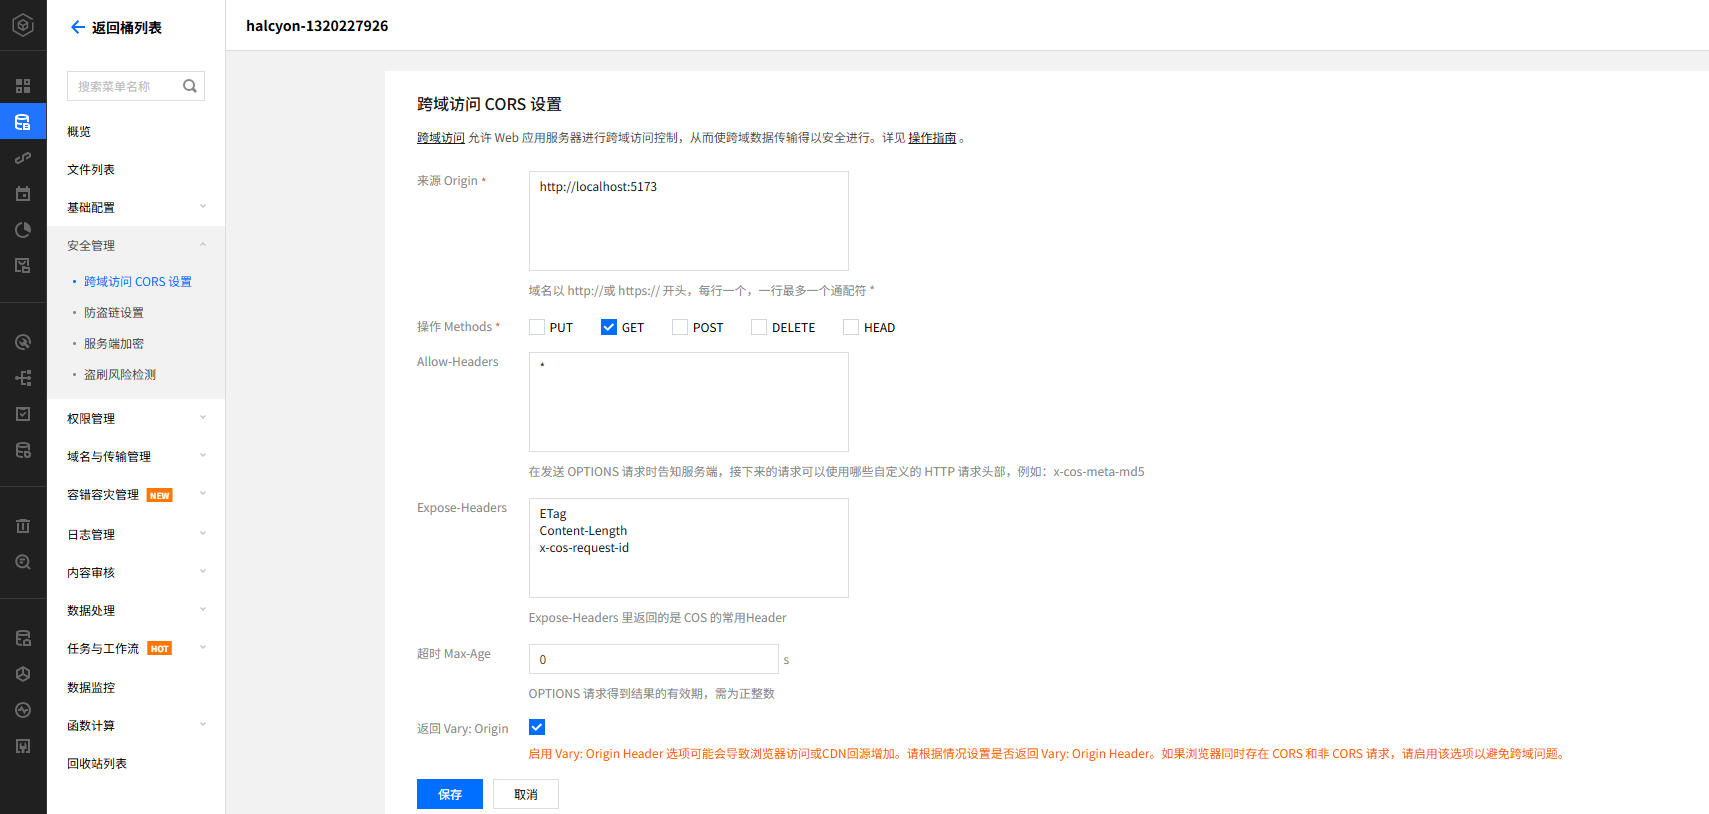 返回桶列表
halcyon-1320227926
搜索菜单名称
概览
文件列表
基础配置
安全管理
跨域访问 CORS 设置
防盗链设置
服务端加密
盗刷风险检测
权限管理
域名与传输管理
容错容灾管理 NEW
日志管理
内容审核
数据处理
任务与工作流 HOT
数据监控
函数计算
回收站列表
跨域访问 CORS 设置
跨域访问 允许 Web 应用服务器进行跨域访问控制，从而使跨域数据传输得以安全进行。详见 操作指南 。
来源 Origin *
http://localhost:5173
域名以 http://或 https:// 开头，每行一个，一行最多一个通配符 *
操作 Methods * PUT GET POST DELETE HEAD
Allow-Headers
*
在发送 OPTIONS 请求时告知服务端，接下来的请求可以使用哪些自定义的 HTTP 请求头部，例如：x-cos-meta-md5
Expose-Headers
ETag
Content-Length
x-cos-request-id
Expose-Headers 里返回的是 COS 的常用Header
超时 Max-Age
0 s
OPTIONS 请求得到结果的有效期，需为正整数
返回 Vary: Origin
启用 Vary: Origin Header 选项可能会导致浏览器访问或CDN回源增加。请根据情况设置是否返回 Vary: Origin Header。如果浏览器同时存在 CORS 和非 CORS 请求，请启用该选项以避免跨域问题。
保存 取消